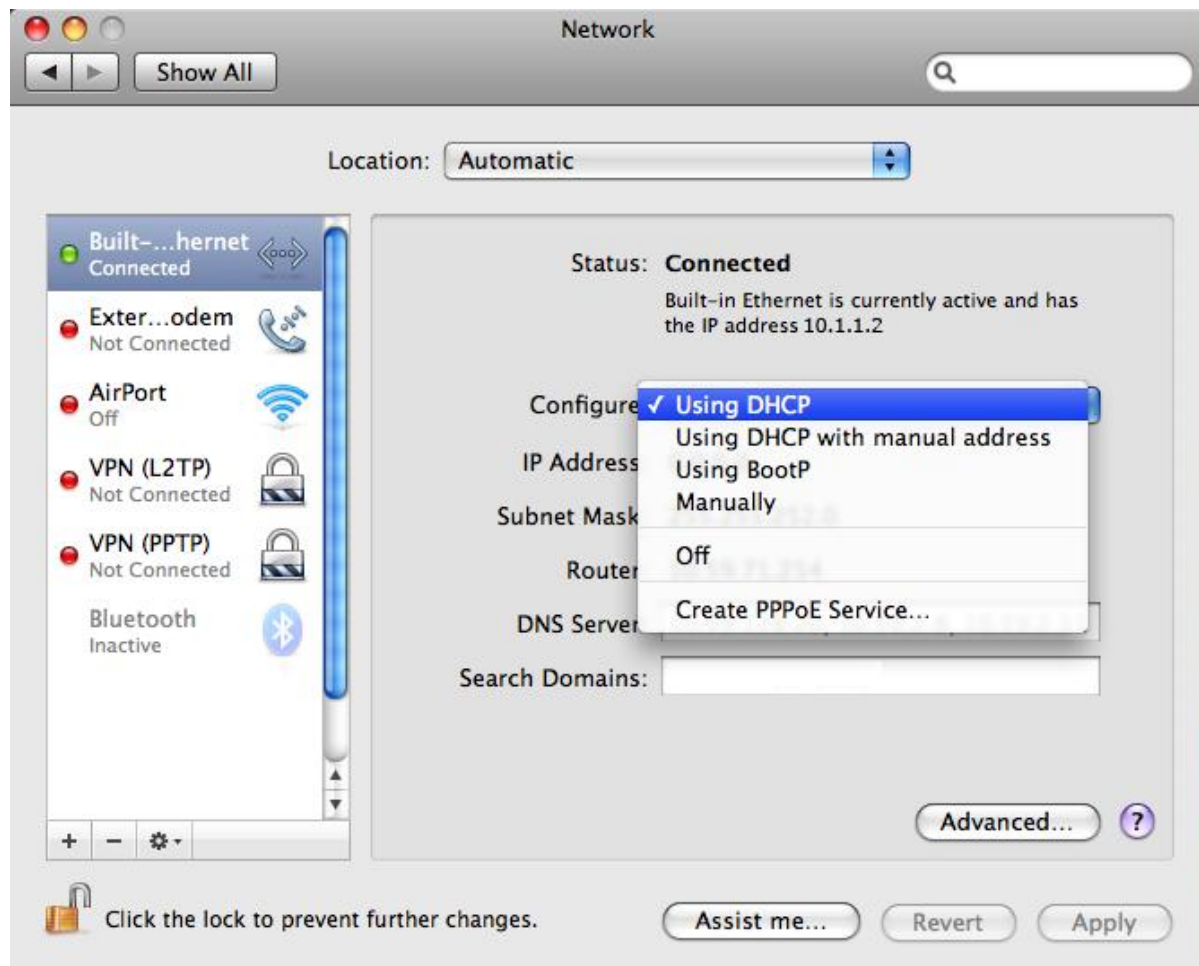 Network
Show All
Location: Automatic
Built-...hernet
Connected
Exter...odem
Not Connected
AirPort
Off
VPN (L2TP)
Not Connected
VPN (PPTP)
Not Connected
Bluetooth
Inactive
Status: Connected
Built-in Ethernet is currently active and has
the IP address 10.1.1.2
Configure ✓ Using DHCP
Using DHCP with manual address
IP Address
Using BootP
Manually
Subnet Mask
Off
Router
Create PPPoE Service...
DNS Server
Search Domains:
Advanced... ?
+ −
Click the lock to prevent further changes.
Assist me... Revert Apply